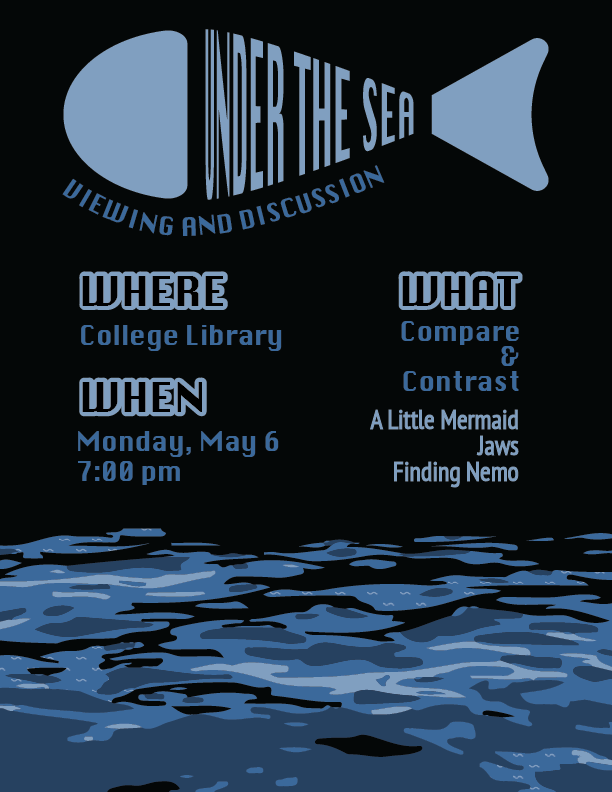 UNDER THE SEA
VIEWING AND DISCUSSION
WHERE
College Library
WHEN
Monday, May 6
7:00 pm
WHAT
Compare
&
Contrast
A Little Mermaid
Jaws
Finding Nemo